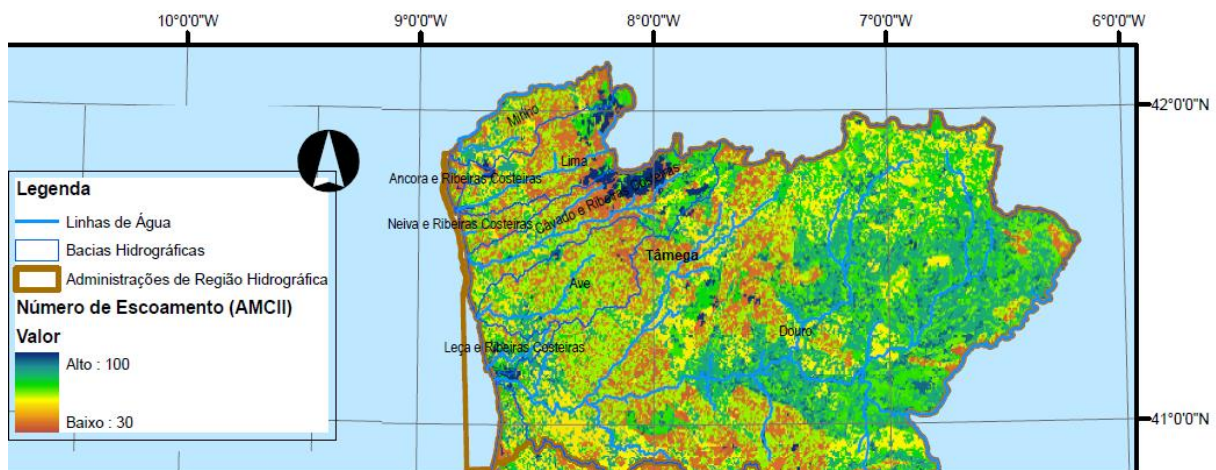 10°0'0"W 9°0'0"W 8°0'0"W 7°0'0"W 6°0'0"W
42°0'0"N
Minho
Lima
Ancora e Ribeiras Costeiras
Cávado e Ribeiras Costeiras
Neiva e Ribeiras Costeiras
Tâmega
Ave
Douro
Leça e Ribeiras Costeiras
41°0'0"N
Legenda
Linhas de Água
Bacias Hidrográficas
Administrações de Região Hidrográfica
Número de Escoamento (AMCII)
Valor
Alto : 100
Baixo : 30